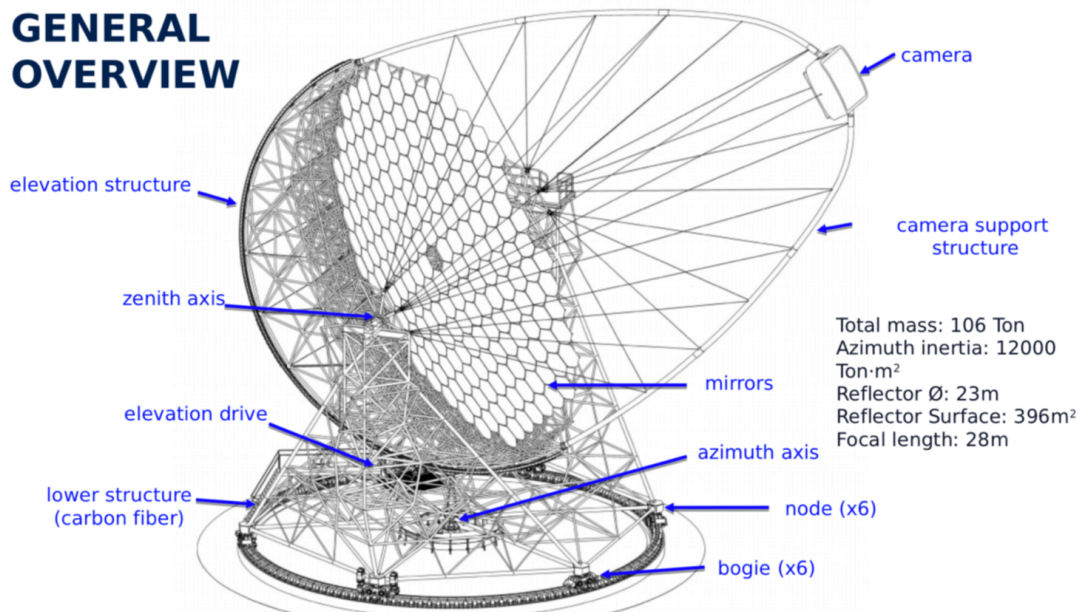 GENERAL
OVERVIEW
camera
elevation structure
camera support
structure
zenith axis
Total mass: 106 Ton
Azimuth inertia: 12000
Ton·m²
Reflector Ø: 23m
Reflector Surface: 396m²
Focal length: 28m
mirrors
elevation drive
azimuth axis
lower structure
(carbon fiber)
node (x6)
bogie (x6)